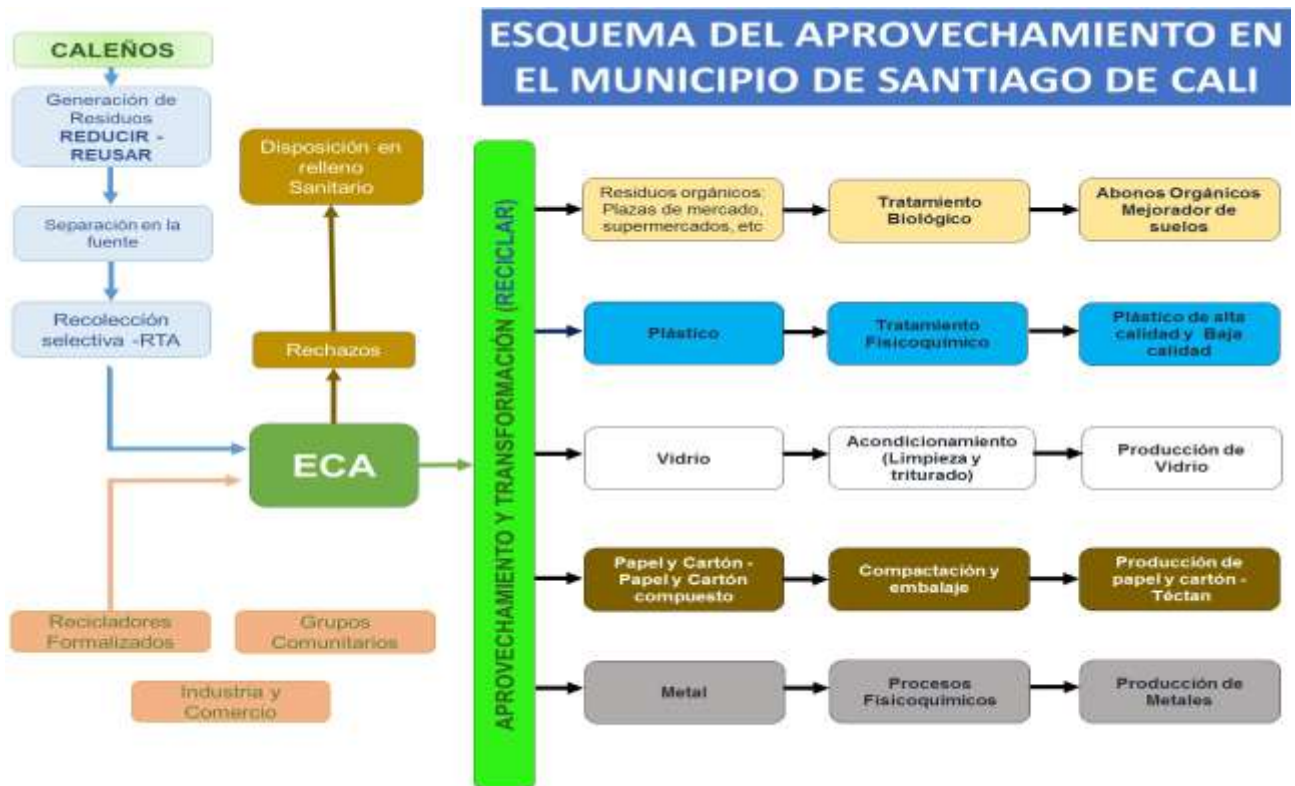 ESQUEMA DEL APROVECHAMIENTO EN
EL MUNICIPIO DE SANTIAGO DE CALI
CALEÑOS
Generación de
Residuos
REDUCIR -
REUSAR
Separación en la
fuente
Recolección
selectiva -RTA
Disposición en
relleno
Sanitario
Rechazos
ECA
Recicladores
Formalizados
Grupos
Comunitarios
Industria y
Comercio
APROVECHAMIENTO Y TRANSFORMACIÓN (RECICLAR)
Residuos orgánicos:
Plazas de mercado,
supermercados, etc
Tratamiento
Biológico
Abonos Orgánicos
Mejorador de
suelos
Plástico
Tratamiento
Fisicoquímico
Plástico de alta
calidad y Baja
calidad
Vidrio
Acondicionamiento
(Limpieza y
triturado)
Producción de
Vidrio
Papel y Cartón -
Papel y Cartón
compuesto
Compactación y
embalaje
Producción de
papel y cartón -
Téctan
Metal
Procesos
Fisicoquímicos
Producción de
Metales